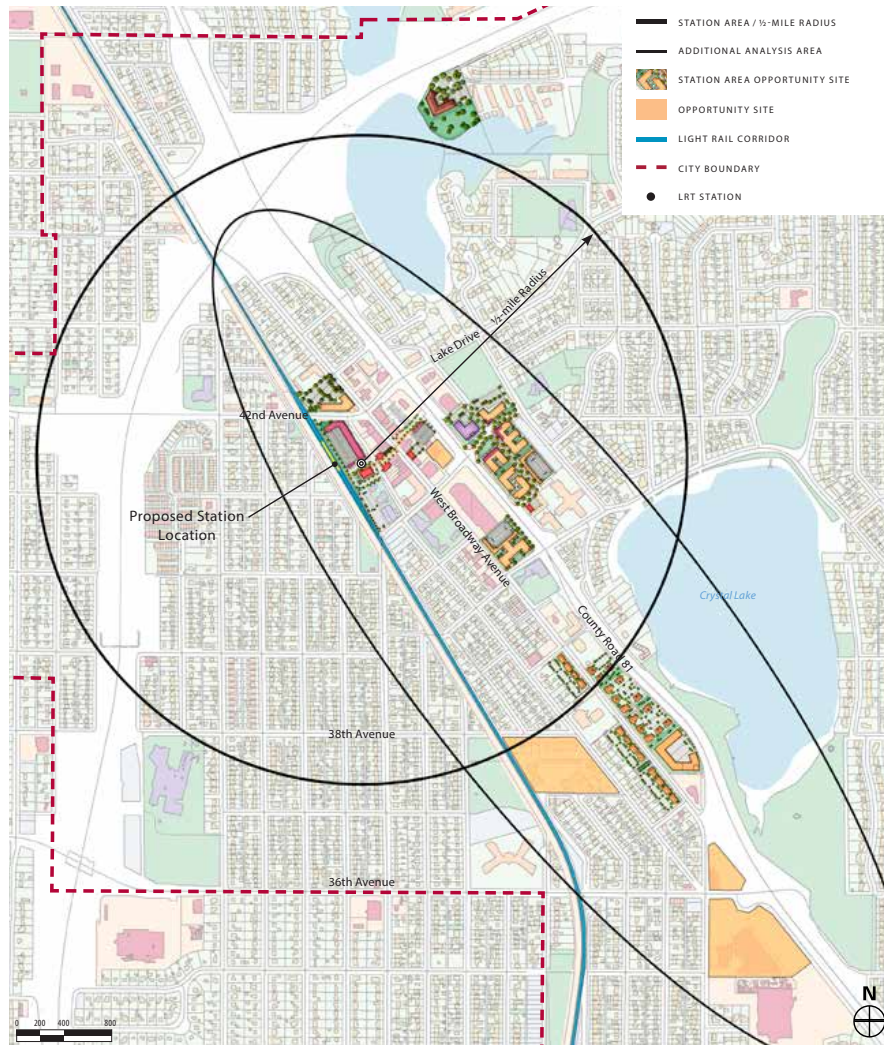 STATION AREA / ½-MILE RADIUS
ADDITIONAL ANALYSIS AREA
STATION AREA OPPORTUNITY SITE
OPPORTUNITY SITE
LIGHT RAIL CORRIDOR
CITY BOUNDARY
LRT STATION
½-mile Radius
Lake Drive
42nd Avenue
Proposed Station
Location
West Broadway Avenue
Crystal Lake
County Road 81
38th Avenue
36th Avenue
N
0 200 400 800